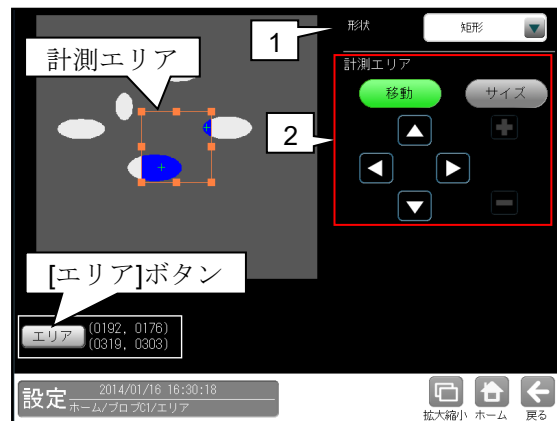 形状
矩形
1
計測エリア
計測エリア
移動
サイズ
2
[エリア]ボタン
エリア
(0192, 0176)
(0319, 0303)
設定
2014/01/16 16:30:18
ホーム/ブロブC1/エリア
拡大縮小
ホーム
戻る